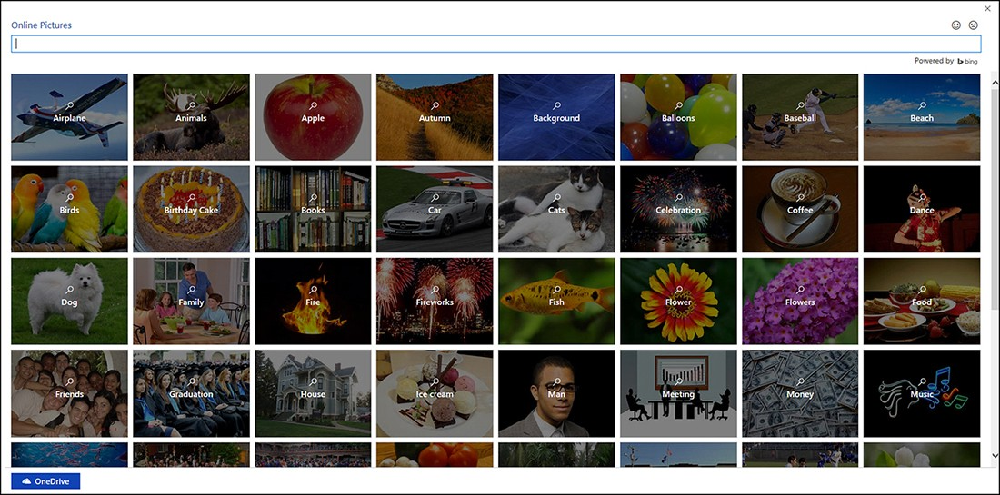 Online Pictures
Powered by bing
Airplane
Animals
Apple
Autumn
Background
Balloons
Baseball
Beach
Birds
Birthday Cake
Books
Car
Cats
Celebration
Coffee
Dance
Dog
Family
Fire
Fireworks
Fish
Flower
Flowers
Food
Friends
Graduation
House
Ice cream
Man
Meeting
Money
Music
OneDrive